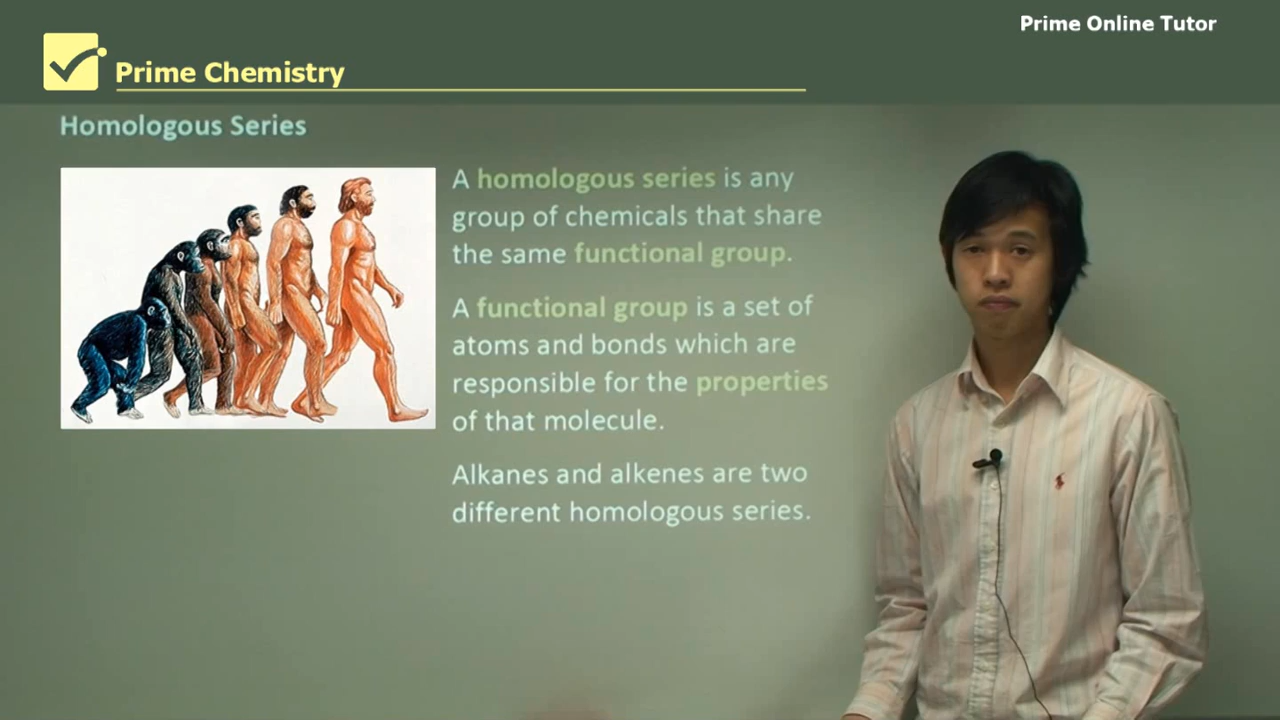 Prime Online Tutor
Prime Chemistry
Homologous Series
A homologous series is any
group of chemicals that share
the same functional group.
A functional group is a set of
atoms and bonds which are
responsible for the properties
of that molecule.
Alkanes and alkenes are two
different homologous series.